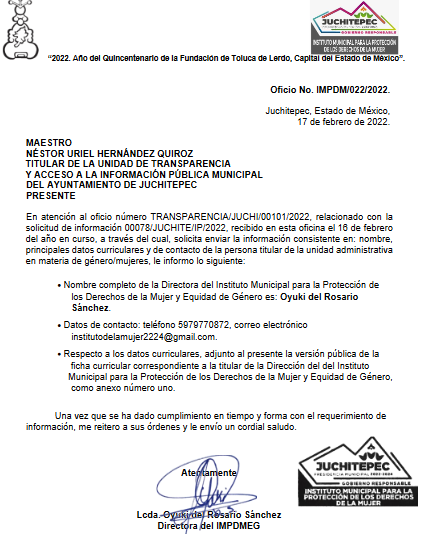 JUCHITEPEC
GOBIERNO RESPONSABLE
INSTITUTO MUNICIPAL PARA LA PROTECCIÓN
DE LOS DERECHOS DE LA MUJER
“2022. Año del Quincentenario de la Fundación de Toluca de Lerdo, Capital del Estado de México”.
Oficio No. IMPDM/022/2022.
Juchitepec, Estado de México,
17 de febrero de 2022.
MAESTRO
NÉSTOR URIEL HERNÁNDEZ QUIROZ
TITULAR DE LA UNIDAD DE TRANSPARENCIA
Y ACCESO A LA INFORMACIÓN PÚBLICA MUNICIPAL
DEL AYUNTAMIENTO DE JUCHITEPEC
PRESENTE
En atención al oficio número TRANSPARENCIA/JUCHI/00101/2022, relacionado con la
solicitud de información 00078/JUCHITE/IP/2022, recibido en esta oficina el 16 de febrero
del año en curso, a través del cual, solicita enviar la información consistente en: nombre,
principales datos curriculares y de contacto de la persona titular de la unidad administrativa
en materia de género/mujeres, le informo lo siguiente:
• Nombre completo de la Directora del Instituto Municipal para la Protección de
los Derechos de la Mujer y Equidad de Género es: Oyuki del Rosario
Sánchez.
• Datos de contacto: teléfono 5979770872, correo electrónico
institutodelamujer2224@gmail.com.
• Respecto a los datos curriculares, adjunto al presente la versión pública de la
ficha curricular correspondiente a la titular de la Dirección del del Instituto
Municipal para la Protección de los Derechos de la Mujer y Equidad de Género,
como anexo número uno.
Una vez que se ha dado cumplimiento en tiempo y forma con el requerimiento de
información, me reitero a sus órdenes y le envío un cordial saludo.
Atentamente
Lcda. Oyuki del Rosario Sánchez
Directora del IMPDMEG
JUCHITEPEC
PRESIDENCIA MUNICIPAL 2022-2024
GOBIERNO RESPONSABLE
INSTITUTO MUNICIPAL PARA LA
PROTECCIÓN DE LOS DERECHOS DE
LA MUJER